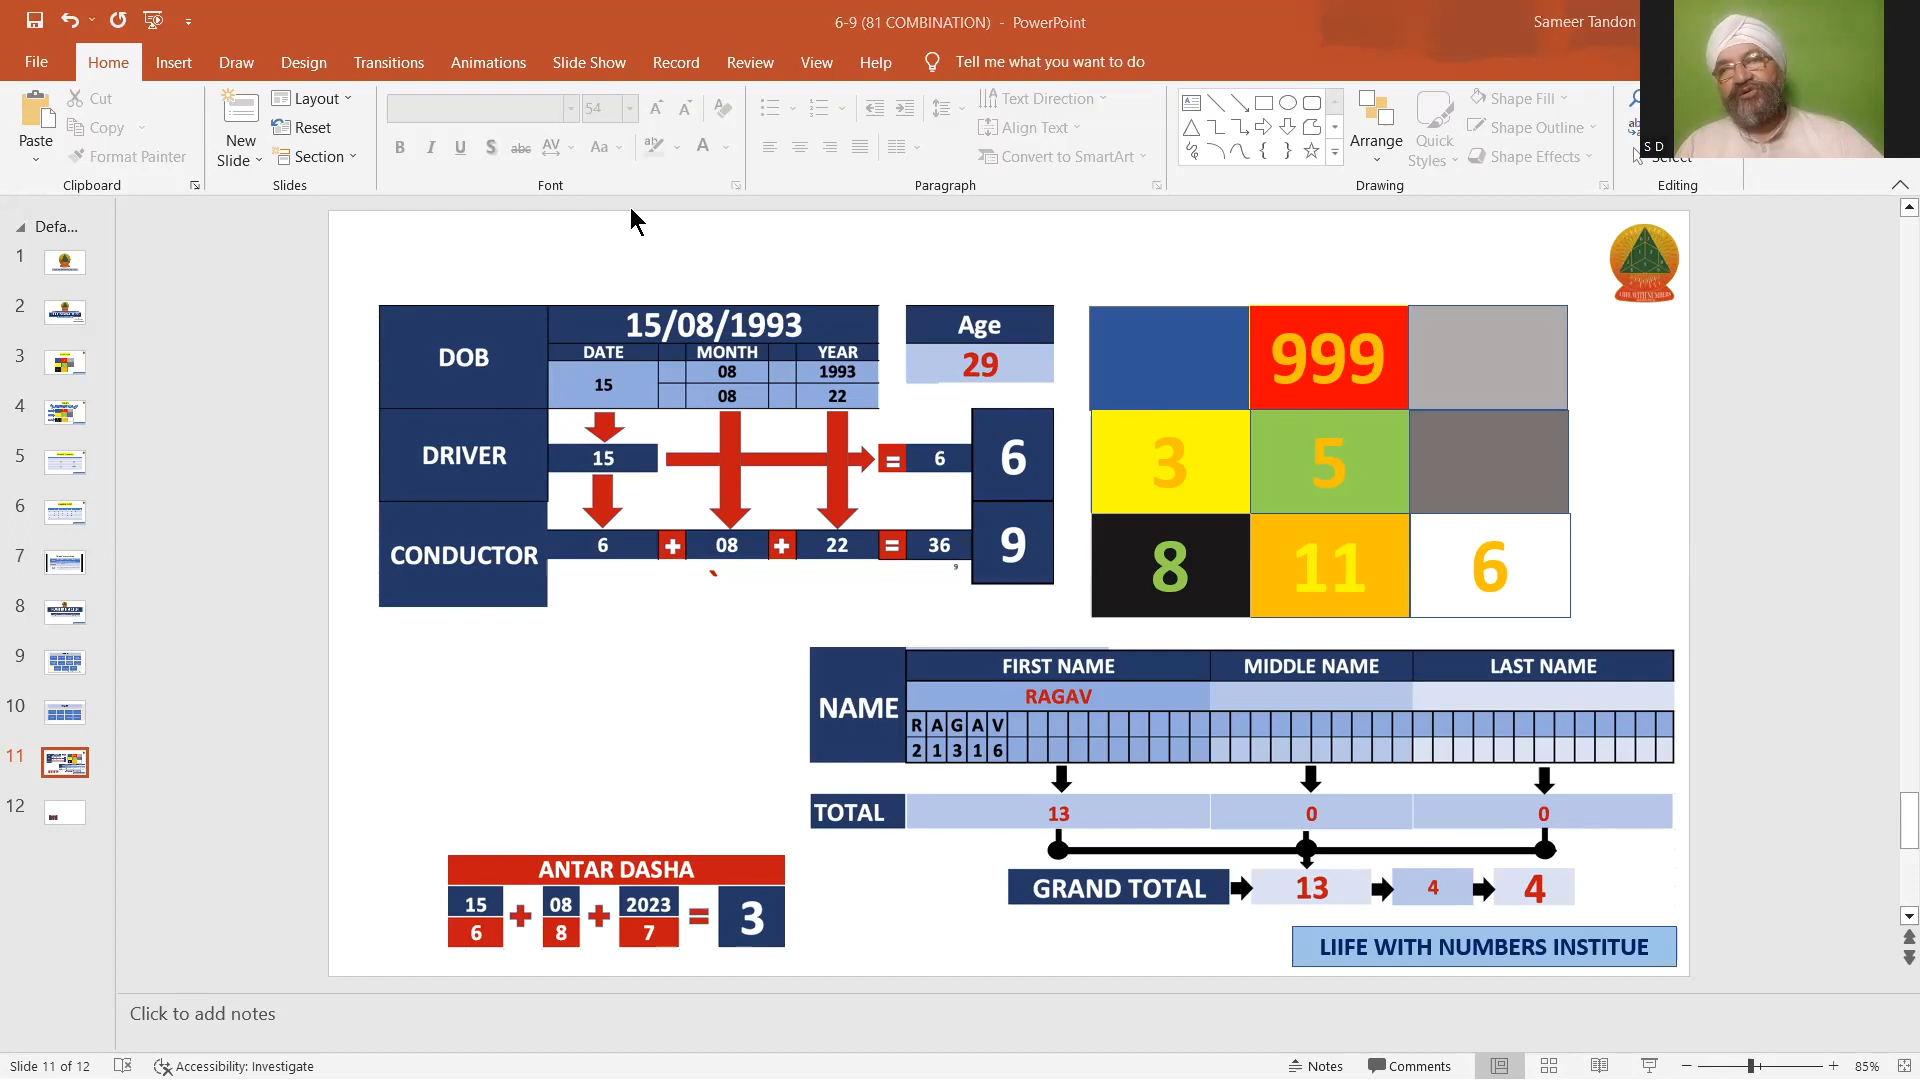 6-9 (81 COMBINATION) - PowerPoint
Sameer Tandon
File Home Insert Draw Design Transitions Animations Slide Show Record Review View Help Tell me what you want to do
Paste
Cut
Copy
Format Painter
Clipboard
New Slide
Layout
Reset
Section
Slides
54
B I U S abc AV Aa A
Font
Text Direction
Align Text
Convert to SmartArt
Paragraph
Arrange
Quick Styles
Shape Fill
Shape Outline
Shape Effects
Drawing
Select
Editing
S D
Defa...
1
2
3
4
5
6
7
8
9
10
11
12
DOB
15/08/1993
DATE MONTH YEAR
15 08 1993
08 22
Age
29
DRIVER
15 = 6 6
CONDUCTOR
6 + 08 + 22 = 36 9
9
999
3 5
8 11 6
NAME
FIRST NAME MIDDLE NAME LAST NAME
RAGAV
R A G A V
2 1 3 1 6
TOTAL 13 0 0
GRAND TOTAL 13 4 4
ANTAR DASHA
15 + 08 + 2023 = 3
6 8 7
LIIFE WITH NUMBERS INSTITUE
Click to add notes
Slide 11 of 12 Accessibility: Investigate Notes Comments 85%